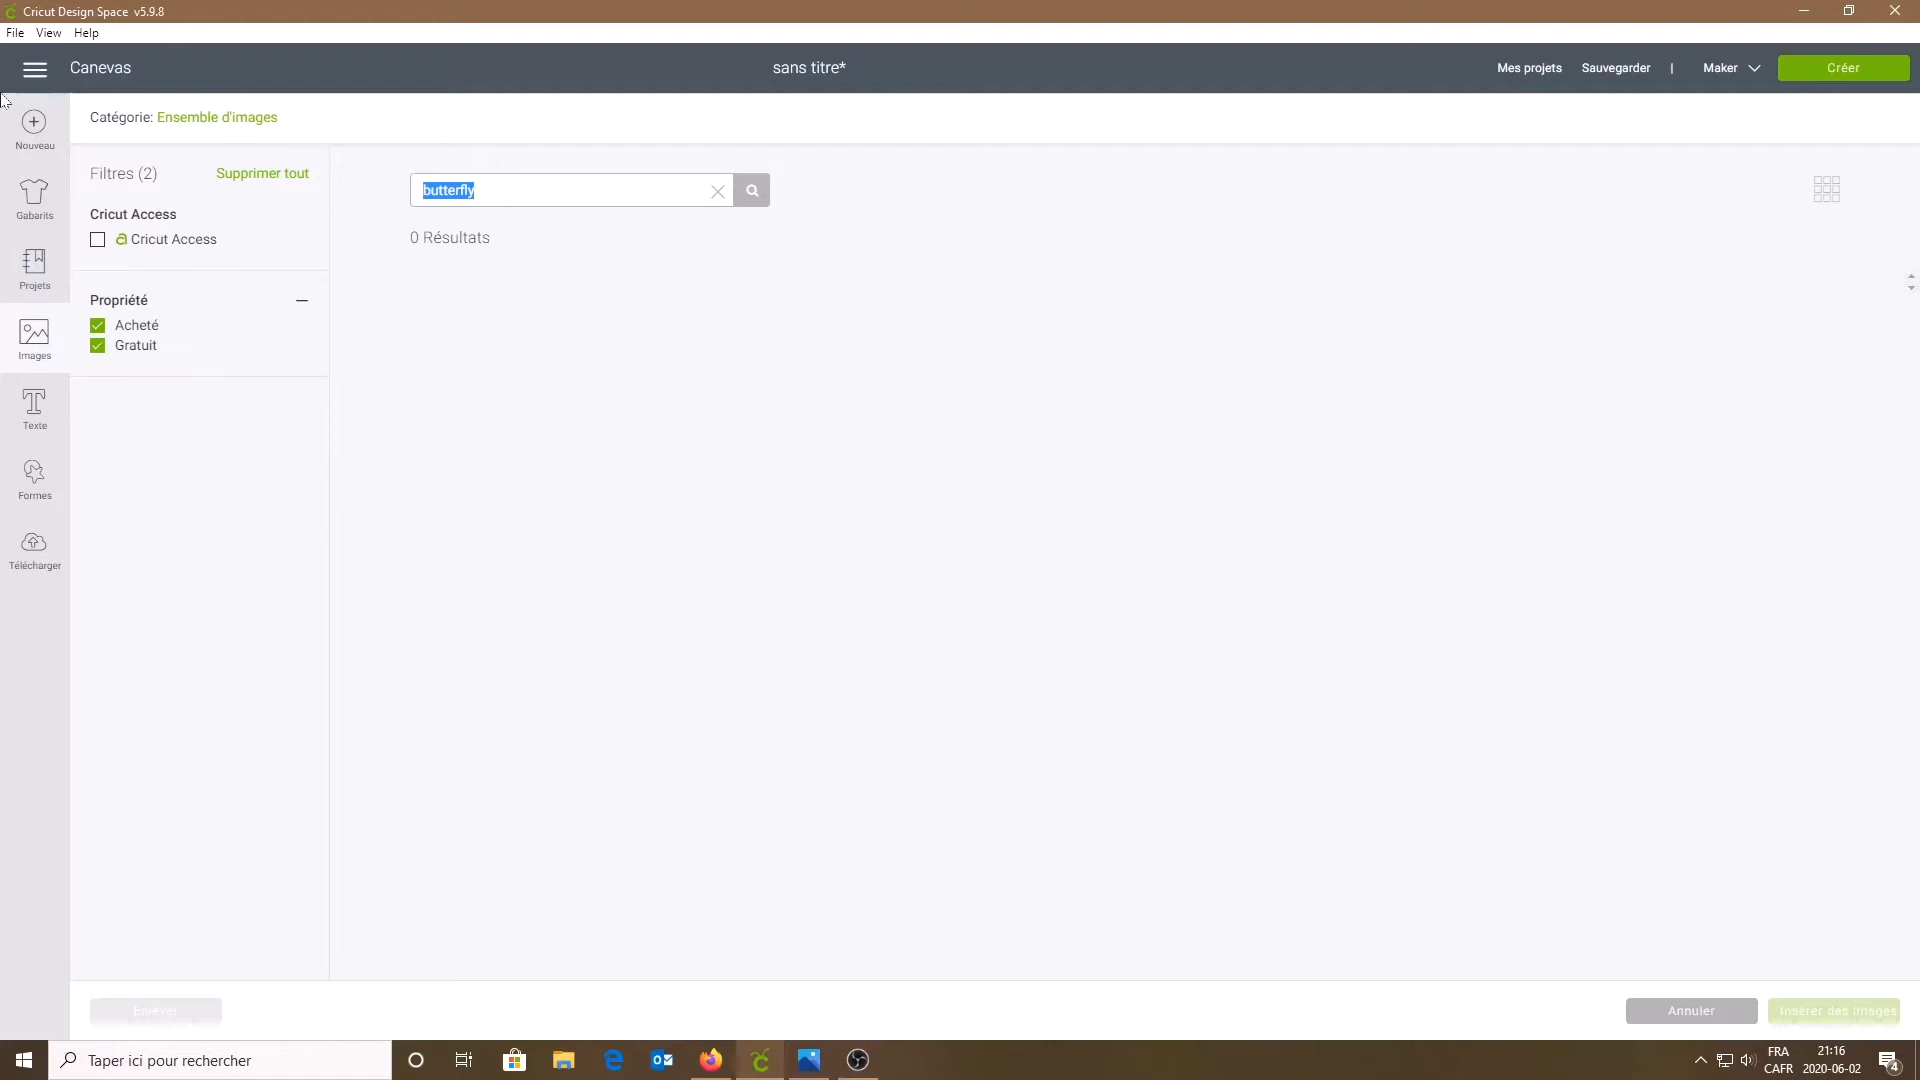 Cricut Design Space v5.9.8
File View Help
Canevas
sans titre*
Mes projets Sauvegarder | Maker Créer
Nouveau
Gabarits
Projets
Images
Texte
Formes
Télécharger
Catégorie: Ensemble d'images
Filtres (2) Supprimer tout
Cricut Access
a Cricut Access
Propriété
Acheté
Gratuit
butterfly
0 Résultats
Enlever
Annuler
Insérer des images
Taper ici pour rechercher
FRA
CAFR
21:16
2020-06-02
4